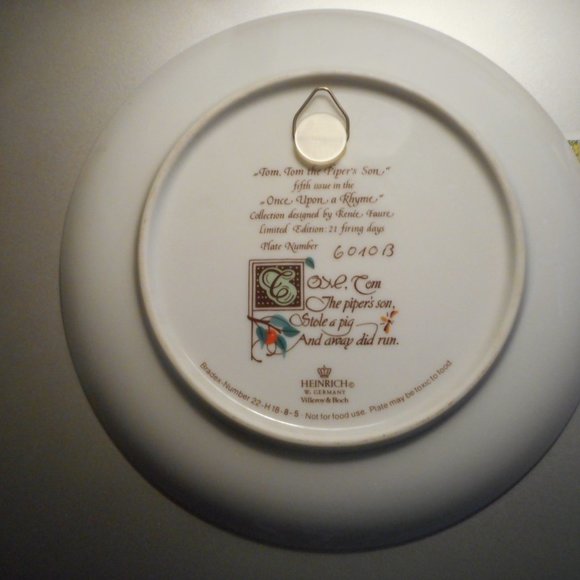 „Tom, Tom the Piper's Son"
fifth issue in the
„Once Upon a Rhyme"
Collection designed by Renée Faure
Limited Edition: 21 firing days
Plate Number 6010B
TOM, Tom
The piper's son,
Stole a pig
And away did run.
HEINRICH©
W. GERMANY
Villeroy & Boch
Bradex-Number 22-H18-8-5 Not for food use. Plate may be toxic to food.